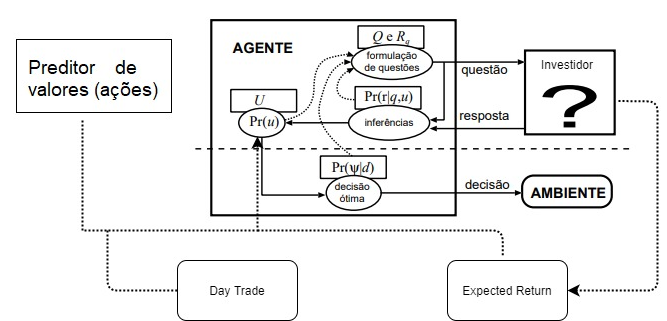 Preditor de
valores (ações)
AGENTE
Q e Rq
formulação
de questões
questão
Investidor
?
U
Pr(u)
Pr(r|q,u)
inferências
resposta
Pr(ψ|d)
decisão
ótima
decisão
AMBIENTE
Day Trade
Expected Return